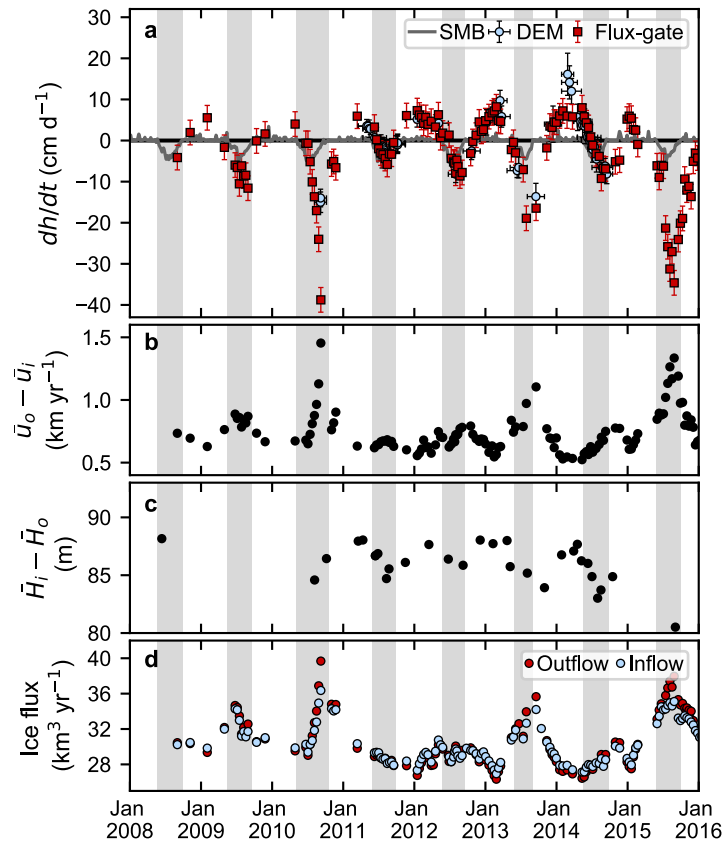 a
SMB DEM Flux-gate
30
20
10
0
−10
−20
−30
−40
dh/dt (cm d⁻¹)
b
1.5
1.0
0.5
ū_o − ū_i
(km yr⁻¹)
c
90
85
80
H̄_i − H̄_o
(m)
d
Outflow Inflow
40
36
32
28
Ice flux
(km³ yr⁻¹)
Jan Jan Jan Jan Jan Jan Jan Jan Jan
2008 2009 2010 2011 2012 2013 2014 2015 2016